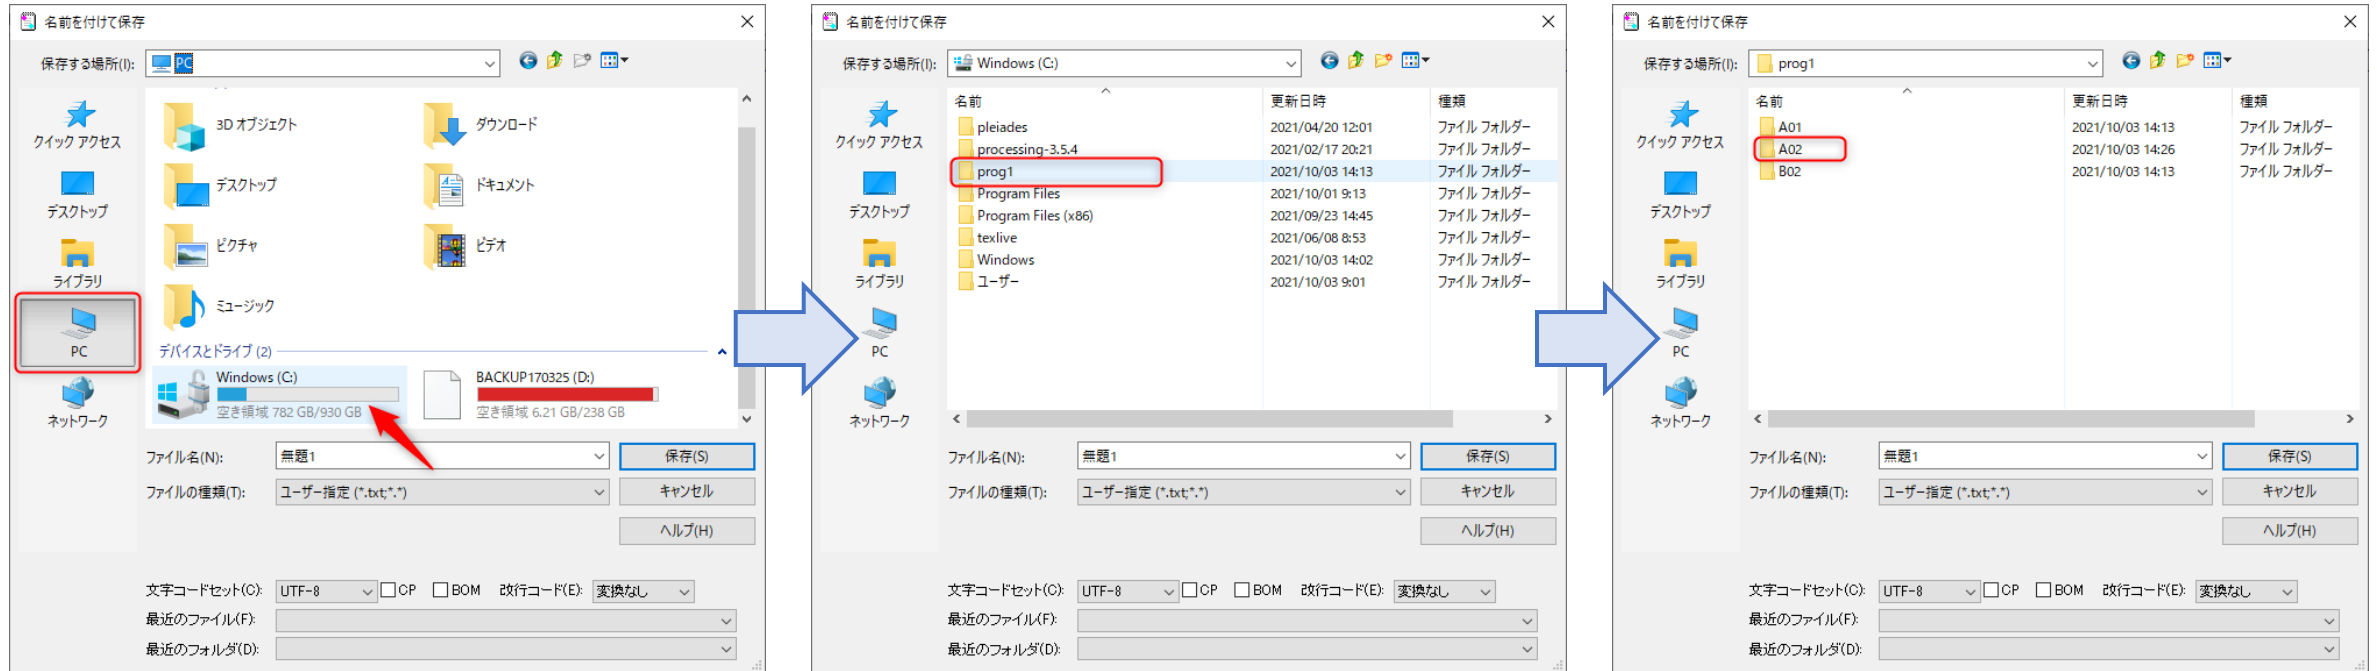 名前を付けて保存
保存する場所(I): PC
クイック アクセス
デスクトップ
ライブラリ
PC
ネットワーク
3D オブジェクト
ダウンロード
デスクトップ
ドキュメント
ピクチャ
ビデオ
ミュージック
デバイスとドライブ (2)
Windows (C:)
空き領域 782 GB/930 GB
BACKUP170325 (D:)
空き領域 6.21 GB/238 GB
ファイル名(N): 無題1 保存(S)
ファイルの種類(T): ユーザー指定 (*.txt;*.*) キャンセル
ヘルプ(H)
文字コードセット(C): UTF-8 CP BOM 改行コード(E): 変換なし
最近のファイル(F):
最近のフォルダ(D):
名前を付けて保存
保存する場所(I): Windows (C:)
クイック アクセス
デスクトップ
ライブラリ
PC
ネットワーク
名前 更新日時 種類
pleiades 2021/04/20 12:01 ファイル フォルダー
processing-3.5.4 2021/02/17 20:21 ファイル フォルダー
prog1 2021/10/03 14:13 ファイル フォルダー
Program Files 2021/10/01 9:13 ファイル フォルダー
Program Files (x86) 2021/09/23 14:45 ファイル フォルダー
texlive 2021/06/08 8:53 ファイル フォルダー
Windows 2021/10/03 14:02 ファイル フォルダー
ユーザー 2021/10/03 9:01 ファイル フォルダー
ファイル名(N): 無題1 保存(S)
ファイルの種類(T): ユーザー指定 (*.txt;*.*) キャンセル
ヘルプ(H)
文字コードセット(C): UTF-8 CP BOM 改行コード(E): 変換なし
最近のファイル(F):
最近のフォルダ(D):
名前を付けて保存
保存する場所(I): prog1
クイック アクセス
デスクトップ
ライブラリ
PC
ネットワーク
名前 更新日時 種類
A01 2021/10/03 14:13 ファイル フォルダー
A02 2021/10/03 14:26 ファイル フォルダー
B02 2021/10/03 14:13 ファイル フォルダー
ファイル名(N): 無題1 保存(S)
ファイルの種類(T): ユーザー指定 (*.txt;*.*) キャンセル
ヘルプ(H)
文字コードセット(C): UTF-8 CP BOM 改行コード(E): 変換なし
最近のファイル(F):
最近のフォルダ(D):